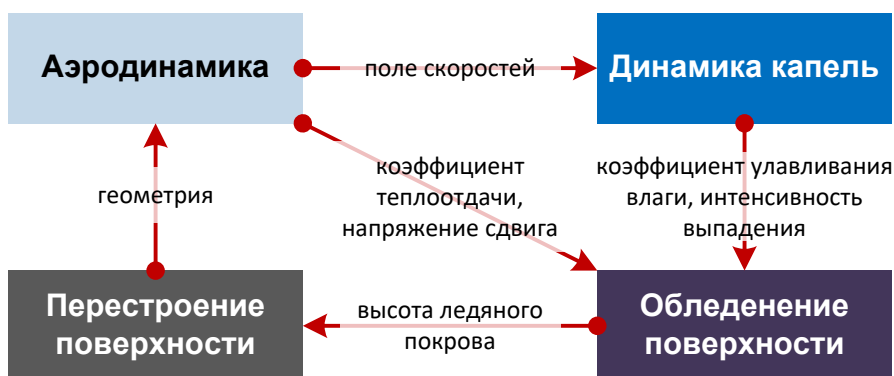 Аэродинамика
поле скоростей
Динамика капель
геометрия
коэффициент
теплоотдачи,
напряжение сдвига
коэффициент улавливания
влаги, интенсивность
выпадения
Перестроение
поверхности
высота ледяного
покрова
Обледенение
поверхности